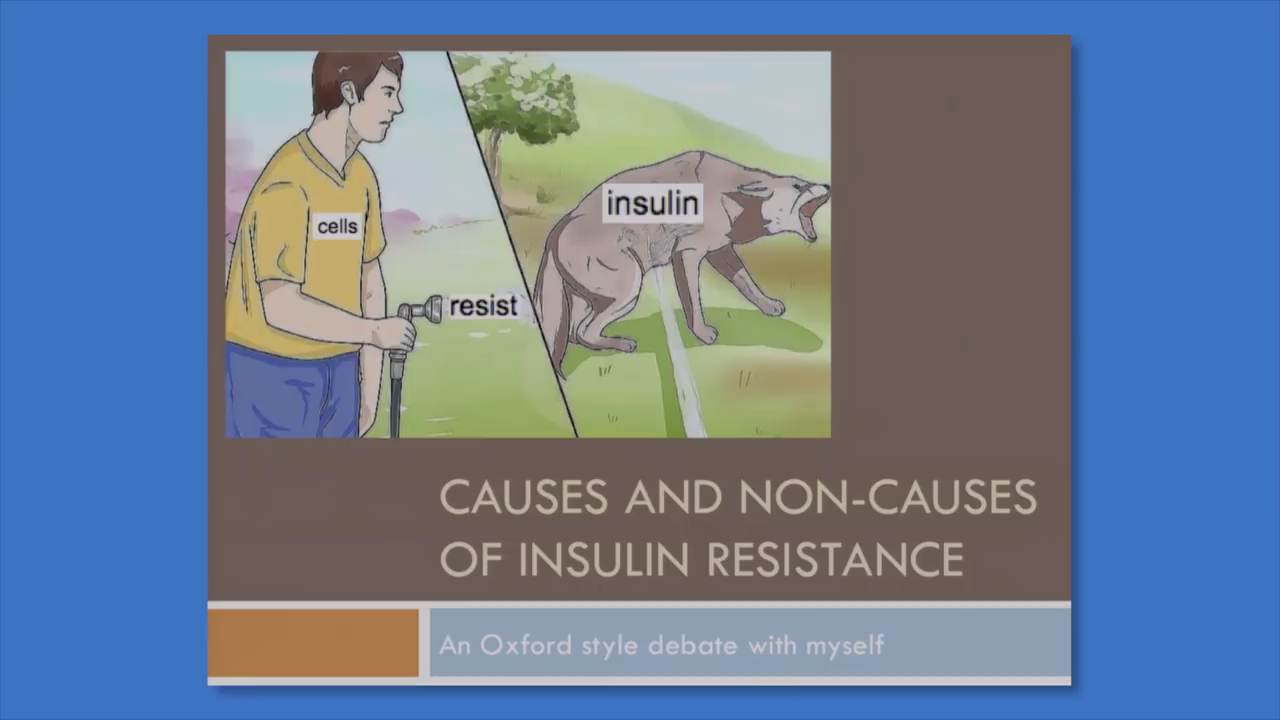 cells
resist
insulin
CAUSES AND NON-CAUSES
OF INSULIN RESISTANCE
An Oxford style debate with myself